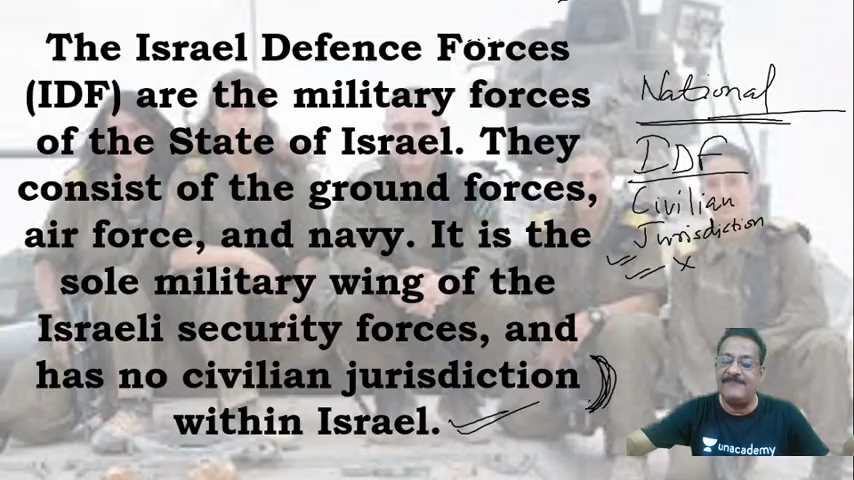 The Israel Defence Forces
(IDF) are the military forces
of the State of Israel. They
consist of the ground forces,
air force, and navy. It is the
sole military wing of the
Israeli security forces, and
has no civilian jurisdiction
within Israel.
National
IDF
Civilian
Jurisdiction
unacademy